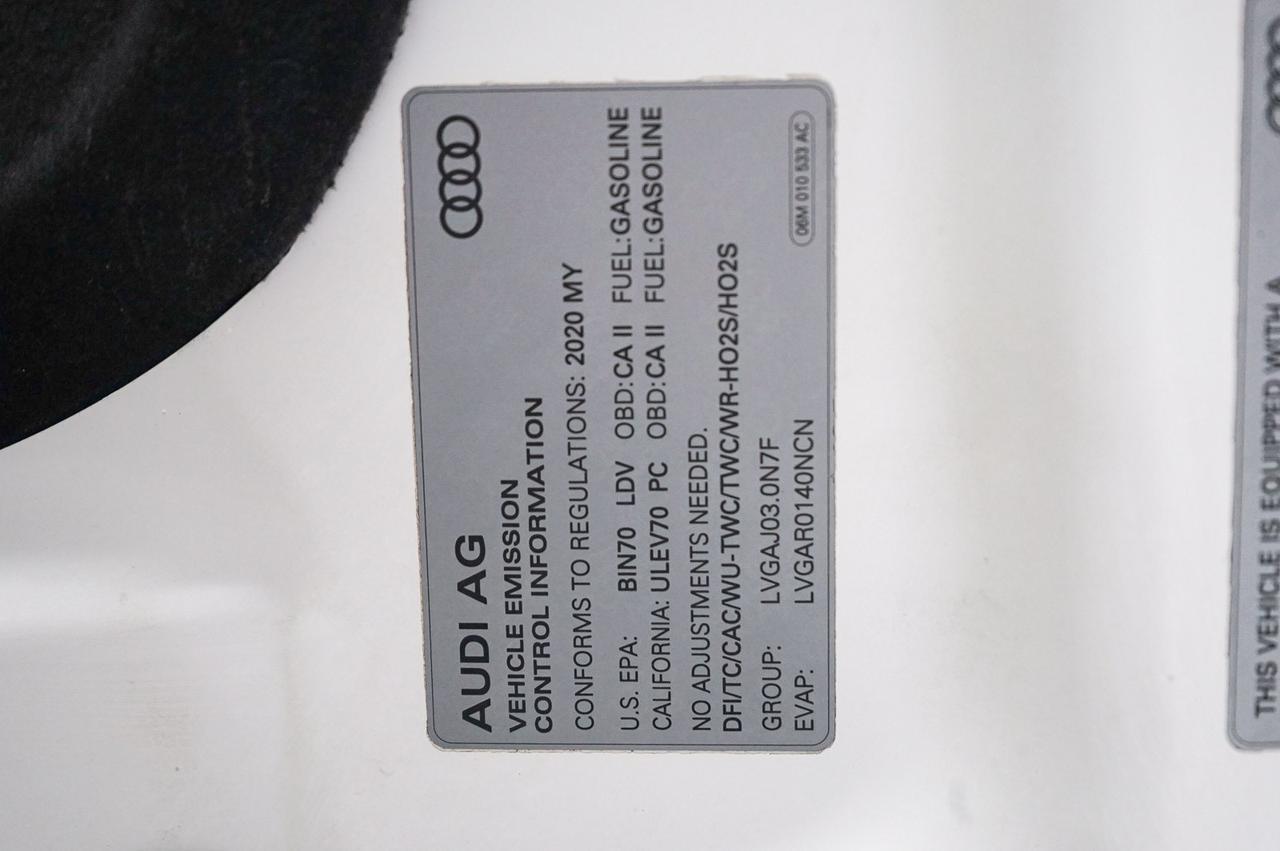 AUDI AG
VEHICLE EMISSION
CONTROL INFORMATION
CONFORMS TO REGULATIONS: 2020 MY
U.S. EPA: BIN70 LDV OBD:CA II FUEL:GASOLINE
CALIFORNIA: ULEV70 PC OBD:CA II FUEL:GASOLINE
NO ADJUSTMENTS NEEDED.
DFI/TC/CAC/WU-TWC/TWC/WR-HO2S/HO2S
GROUP: LVGAJ03.0N7F
EVAP: LVGAR0140NCN
06M 010 533 AC
THIS VEHICLE IS EQUIPPED WITH A